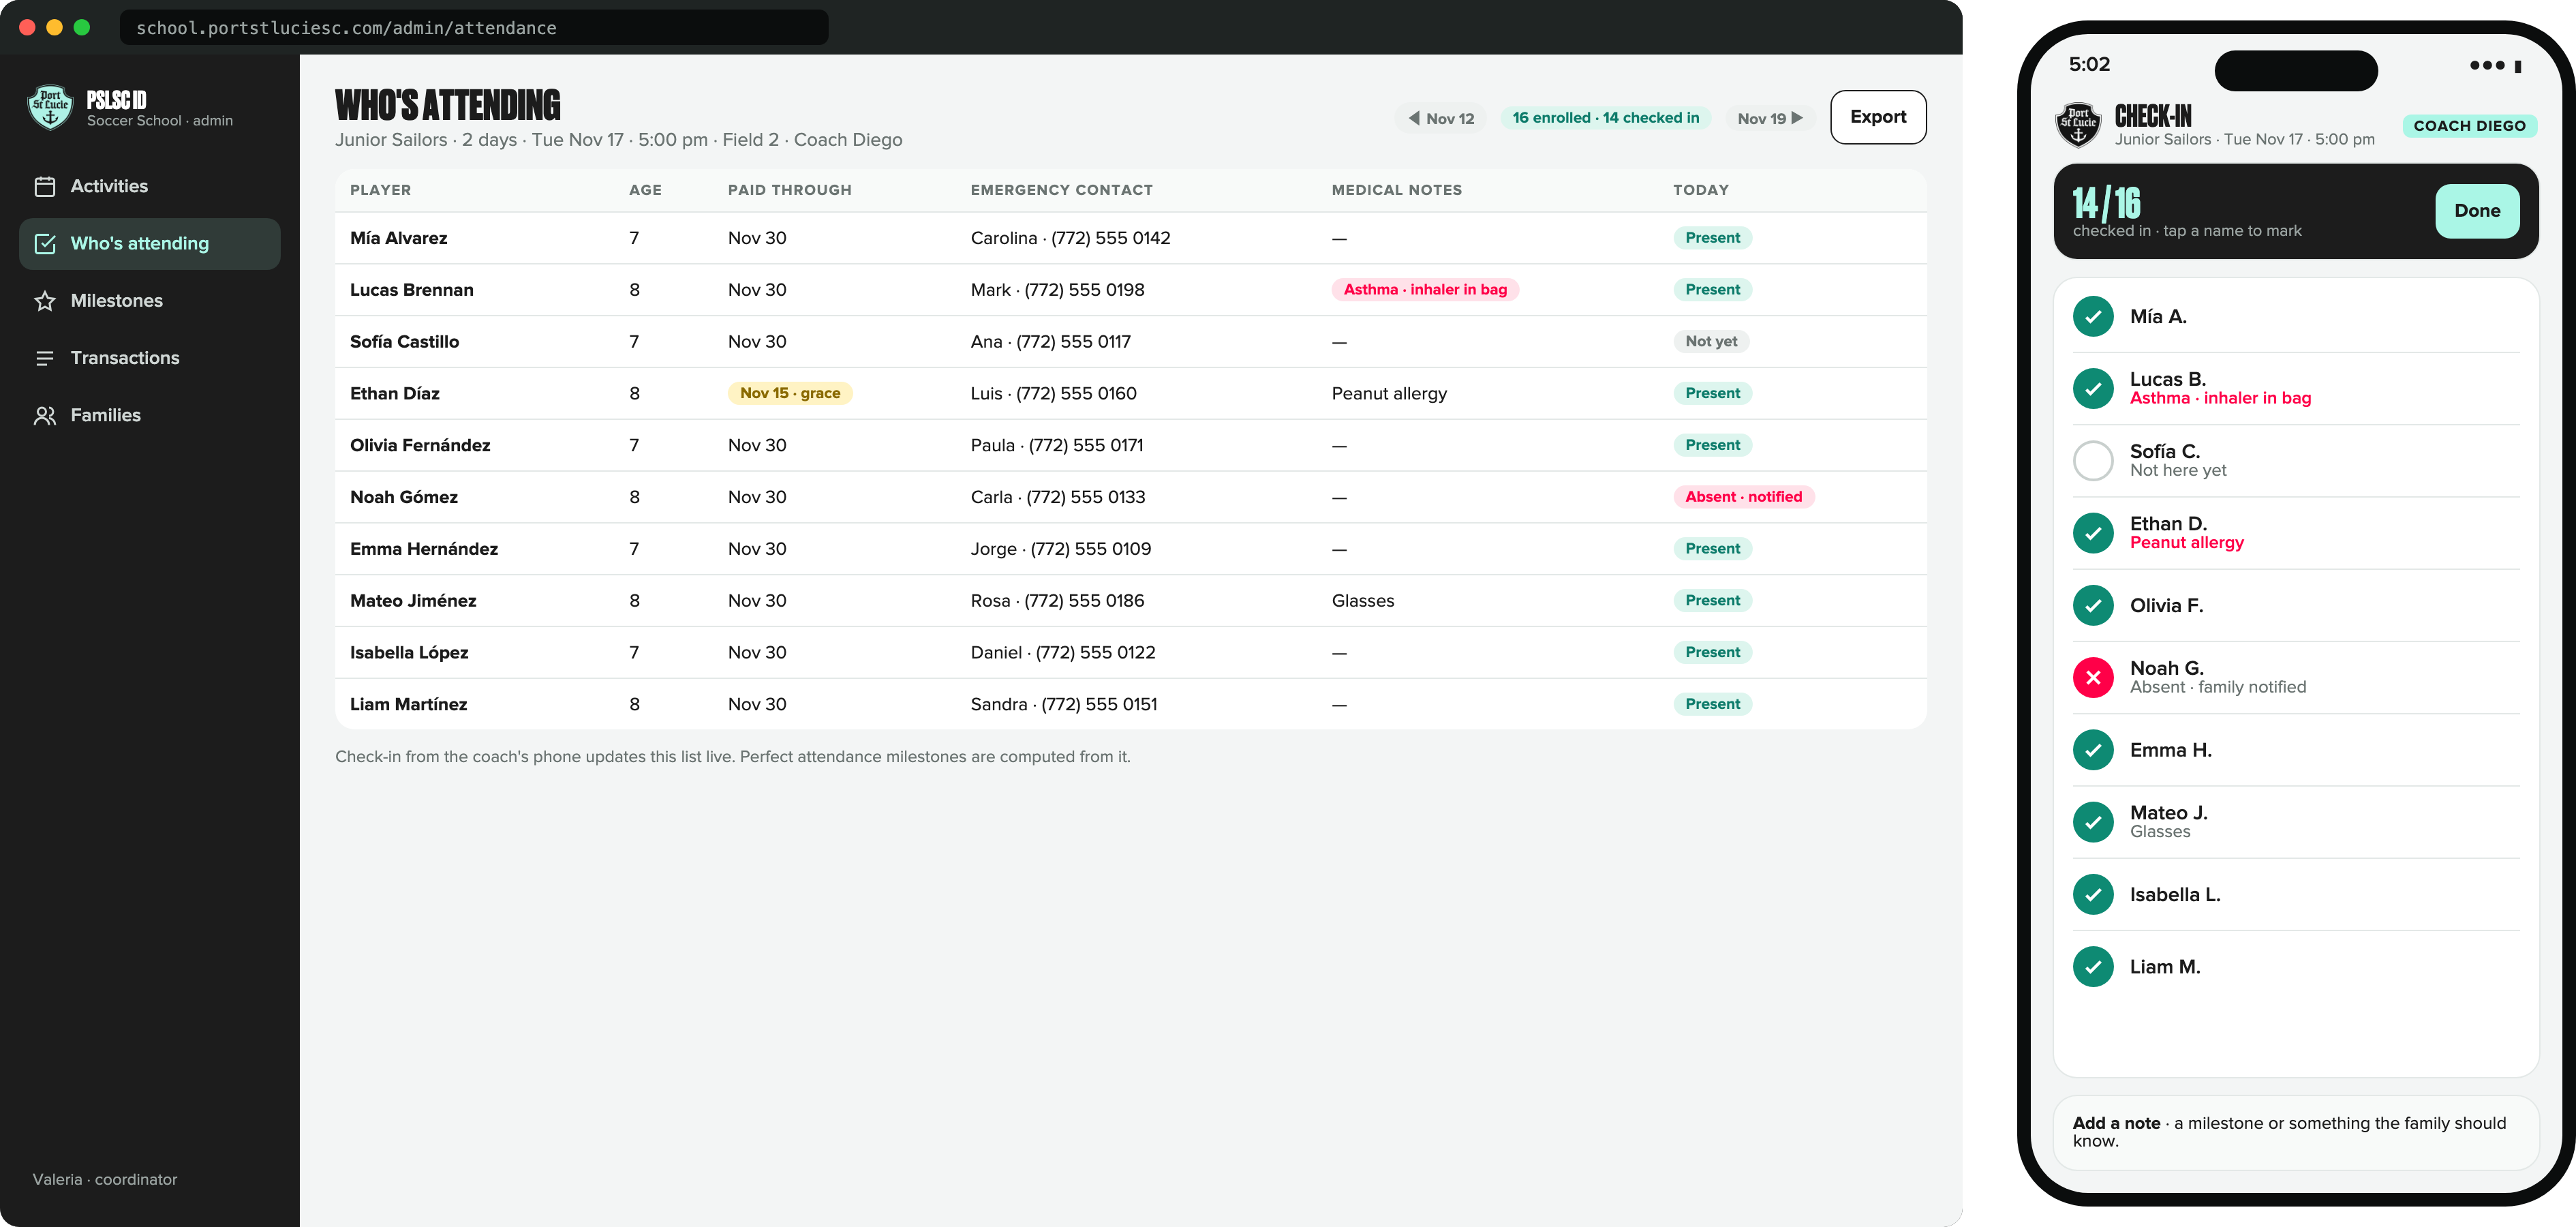 school.portstluciesc.com/admin/attendance
Port
St Lucie
PSLSC ID
Soccer School · admin
Activities
Who's attending
Milestones
Transactions
Families
Valeria · coordinator
WHO'S ATTENDING
Junior Sailors · 2 days · Tue Nov 17 · 5:00 pm · Field 2 · Coach Diego
◀ Nov 12
16 enrolled · 14 checked in
Nov 19 ▶
Export
PLAYER AGE PAID THROUGH EMERGENCY CONTACT MEDICAL NOTES TODAY
Mía Alvarez 7 Nov 30 Carolina · (772) 555 0142 — Present
Lucas Brennan 8 Nov 30 Mark · (772) 555 0198 Asthma · inhaler in bag Present
Sofía Castillo 7 Nov 30 Ana · (772) 555 0117 — Not yet
Ethan Díaz 8 Nov 15 · grace Luis · (772) 555 0160 Peanut allergy Present
Olivia Fernández 7 Nov 30 Paula · (772) 555 0171 — Present
Noah Gómez 8 Nov 30 Carla · (772) 555 0133 — Absent · notified
Emma Hernández 7 Nov 30 Jorge · (772) 555 0109 — Present
Mateo Jiménez 8 Nov 30 Rosa · (772) 555 0186 Glasses Present
Isabella López 7 Nov 30 Daniel · (772) 555 0122 — Present
Liam Martínez 8 Nov 30 Sandra · (772) 555 0151 — Present
Check-in from the coach's phone updates this list live. Perfect attendance milestones are computed from it.
5:02
Port
St Lucie
CHECK-IN
Junior Sailors · Tue Nov 17 · 5:00 pm
COACH DIEGO
14/16
checked in · tap a name to mark
Done
Mía A.
Lucas B.
Asthma · inhaler in bag
Sofía C.
Not here yet
Ethan D.
Peanut allergy
Olivia F.
Noah G.
Absent · family notified
Emma H.
Mateo J.
Glasses
Isabella L.
Liam M.
Add a note · a milestone or something the family should
know.